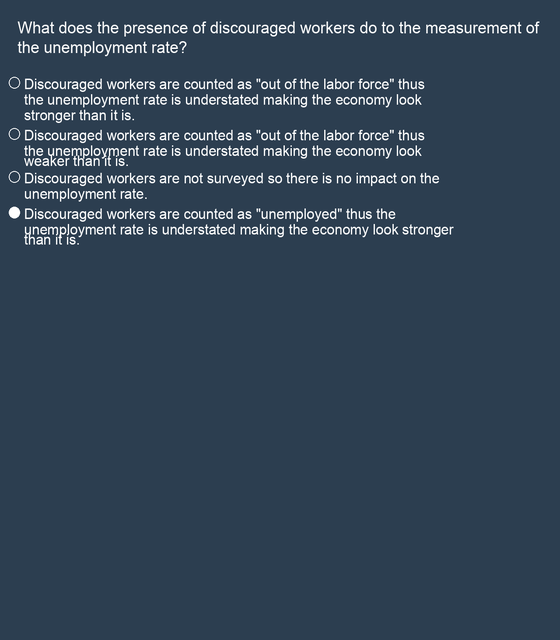 What does the presence of discouraged workers do to the measurement of
the unemployment rate?
Discouraged workers are counted as "out of the labor force" thus
the unemployment rate is understated making the economy look
stronger than it is.
Discouraged workers are counted as "out of the labor force" thus
the unemployment rate is understated making the economy look
weaker than it is.
Discouraged workers are not surveyed so there is no impact on the
unemployment rate.
Discouraged workers are counted as "unemployed" thus the
unemployment rate is understated making the economy look stronger
than it is.